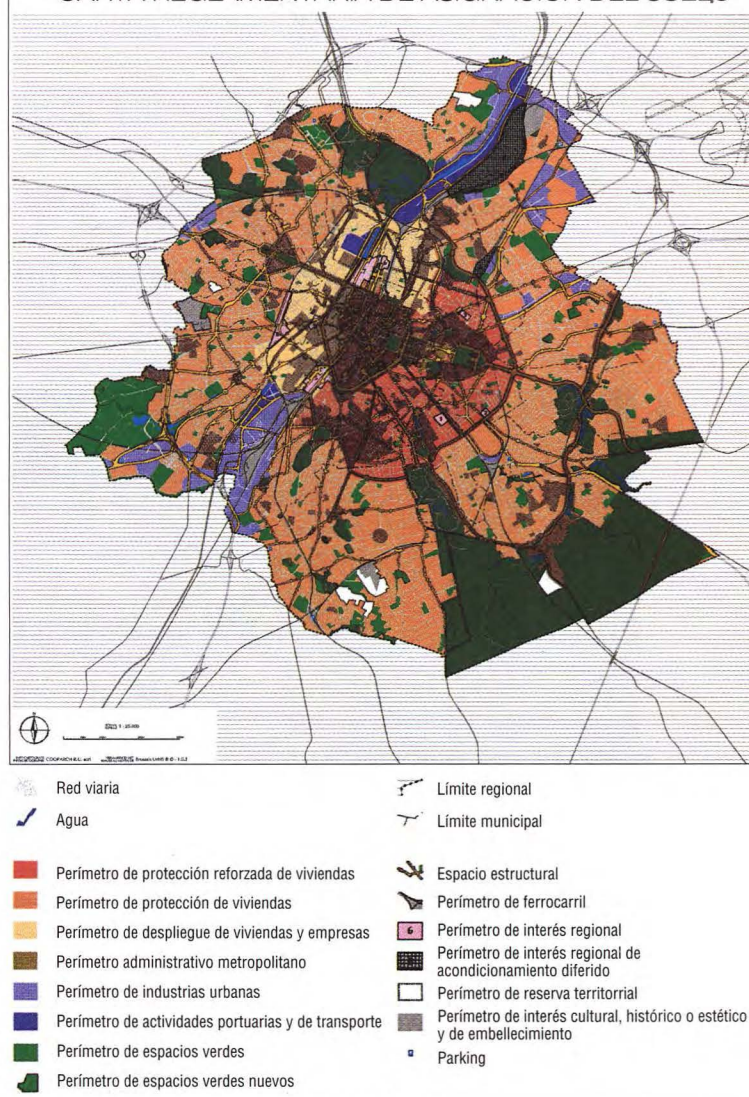 Red viaria
Agua
Perímetro de protección reforzada de viviendas
Perímetro de protección de viviendas
Perímetro de despliegue de viviendas y empresas
Perímetro administrativo metropolitano
Perímetro de industrias urbanas
Perímetro de actividades portuarias y de transporte
Perímetro de espacios verdes
Perímetro de espacios verdes nuevos
Límite regional
Límite municipal
Espacio estructural
Perímetro de ferrocarril
6
Perímetro de interés regional
Perímetro de interés regional de
acondicionamiento diferido
Perímetro de reserva territorrial
Perímetro de interés cultural, histórico o estético
y de embellecimiento
Parking